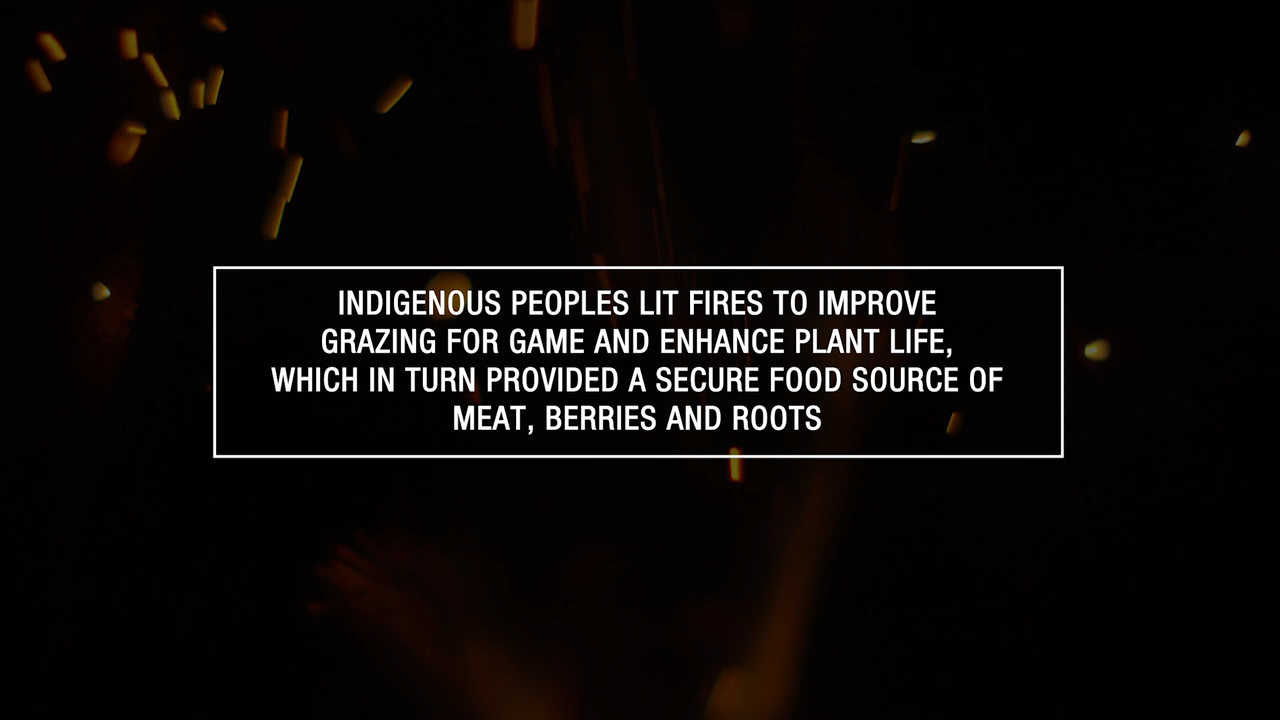 INDIGENOUS PEOPLES LIT FIRES TO IMPROVE
GRAZING FOR GAME AND ENHANCE PLANT LIFE,
WHICH IN TURN PROVIDED A SECURE FOOD SOURCE OF
MEAT, BERRIES AND ROOTS